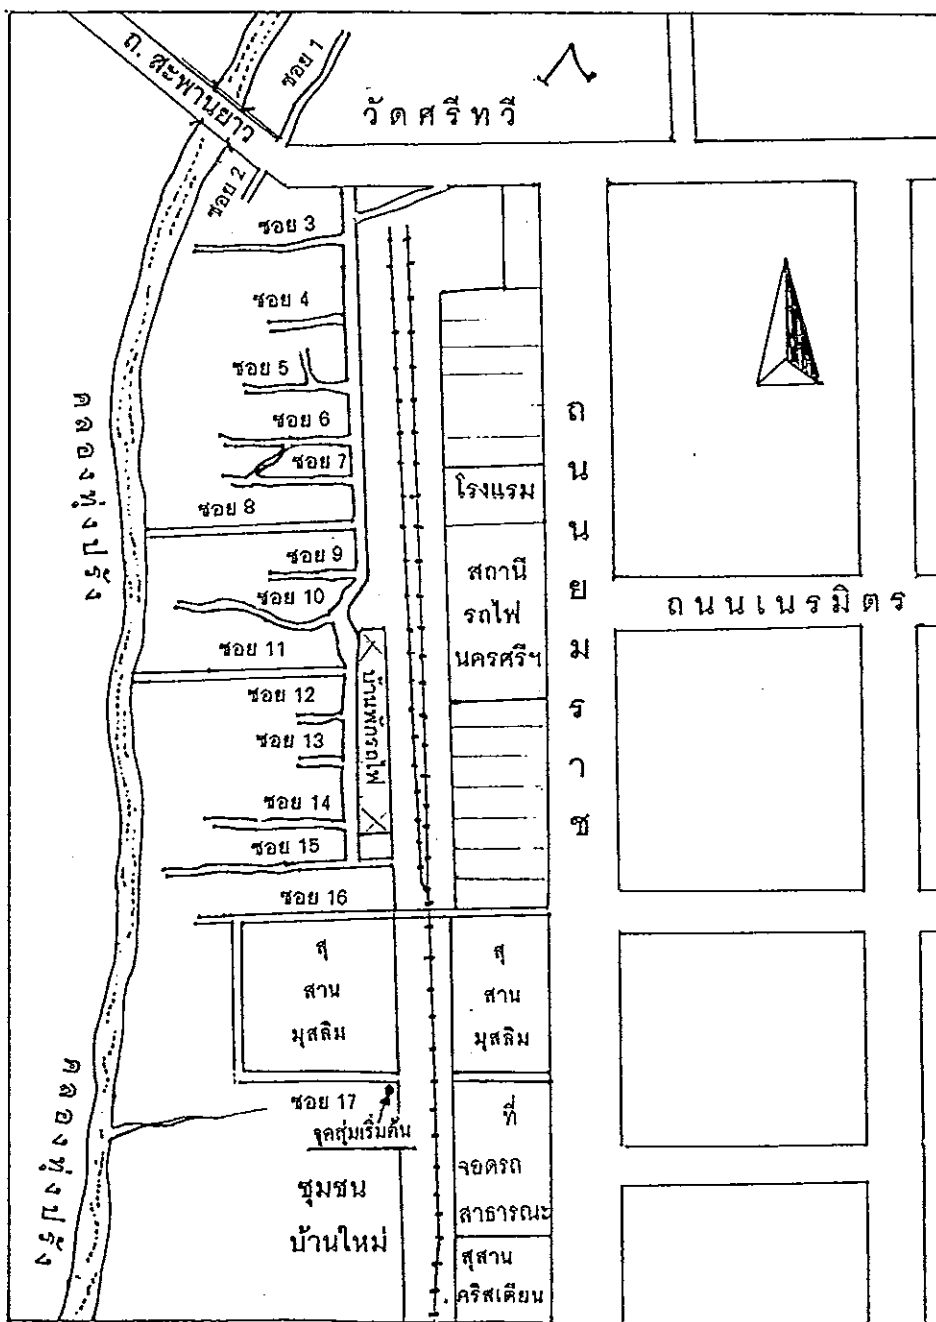 ถ. สะพานยาว
ซอย 1
วัดศรีทวี
ซอย 2
ซอย 3
ซอย 4
ซอย 5
ซอย 6
ซอย 7
ซอย 8
ซอย 9
ซอย 10
ซอย 11
ซอย 12
ซอย 13
ซอย 14
ซอย 15
ซอย 16
คลองทุ่งปรัง
บ้านพักรถไฟ
โรงแรม
สถานี
รถไฟ
นครศรีฯ
ถนนยมราช
ถนนเนรมิตร
สุ
สาน
มุสลิม
สุ
สาน
มุสลิม
ซอย 17
จุดสุ่มเริ่มต้น
ชุมชน
บ้านใหม่
ที่
จอดรถ
สาธารณะ
สุสาน
คริสเตียน
คลองทุ่งปรัง